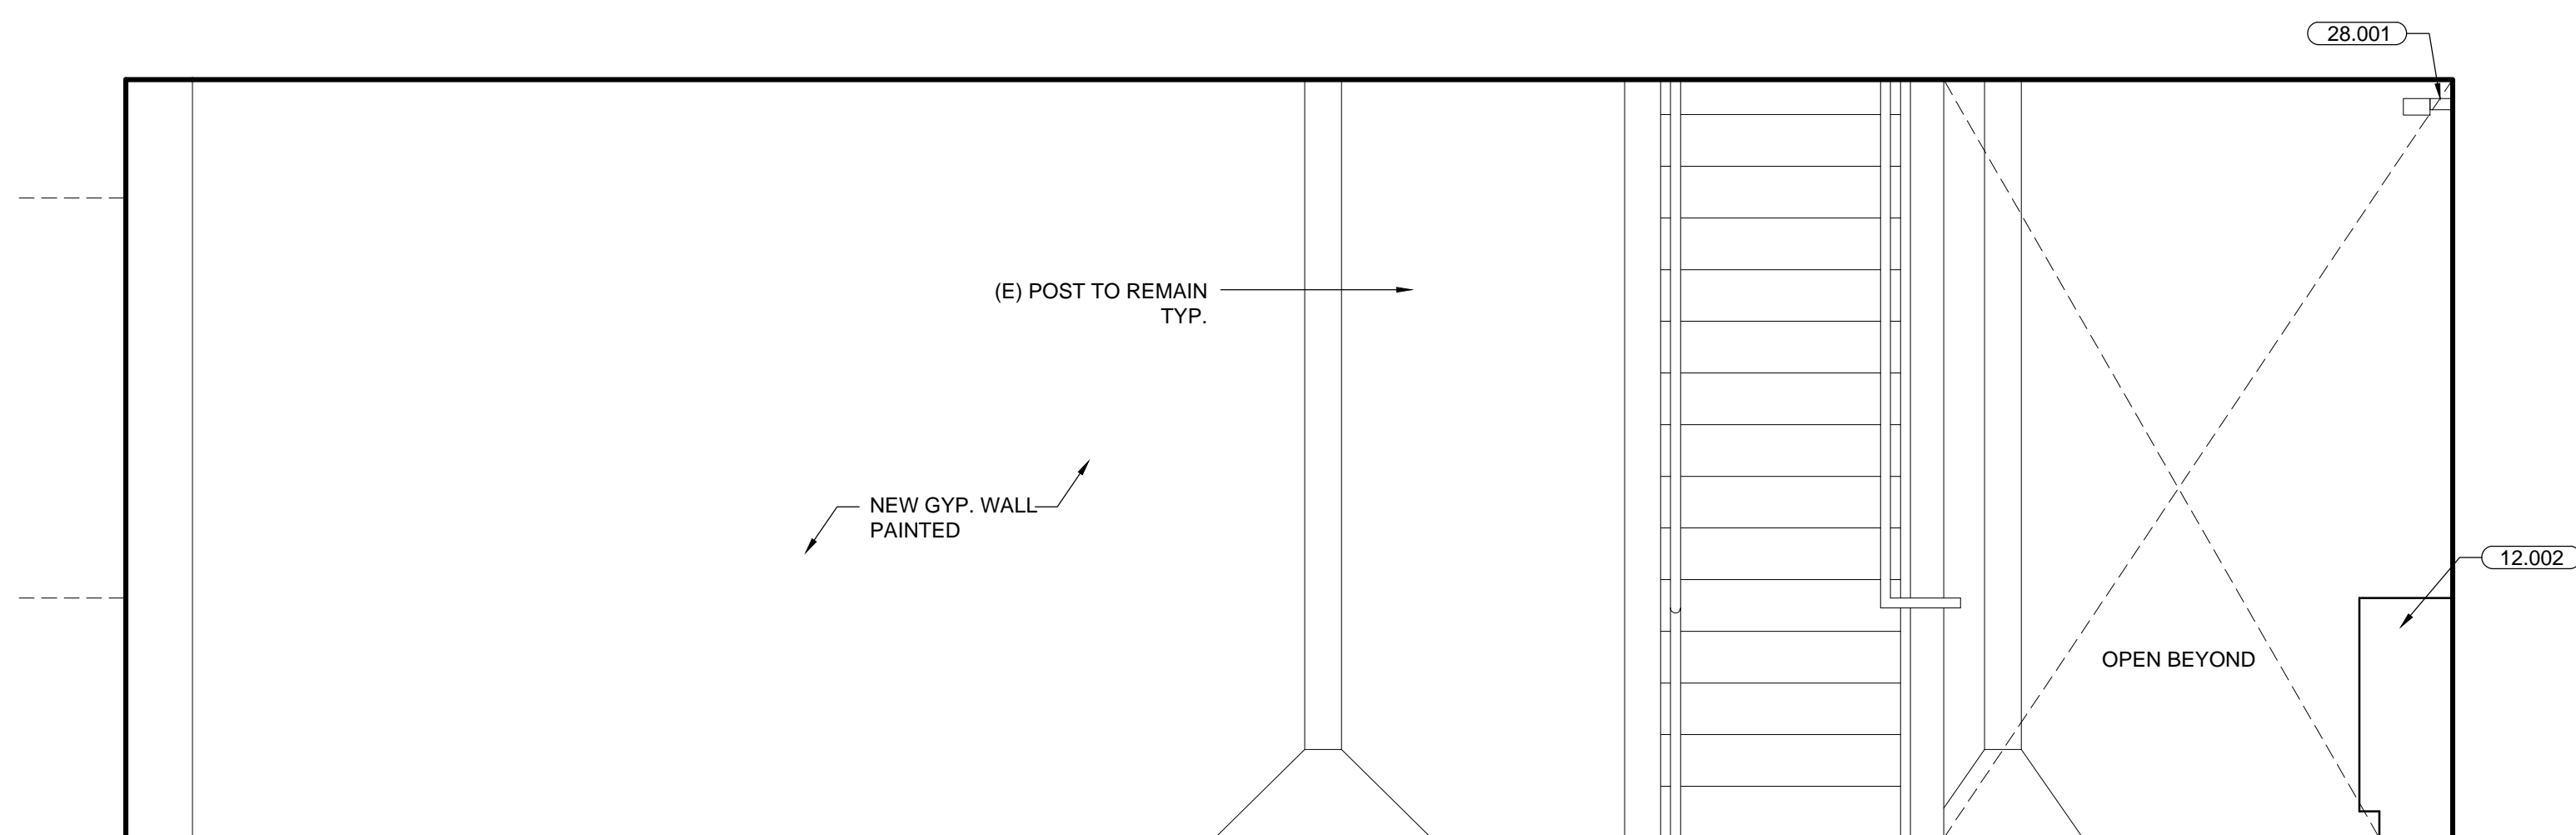 28.001
(E) POST TO REMAIN
TYP.
NEW GYP. WALL
PAINTED
12.002
OPEN BEYOND